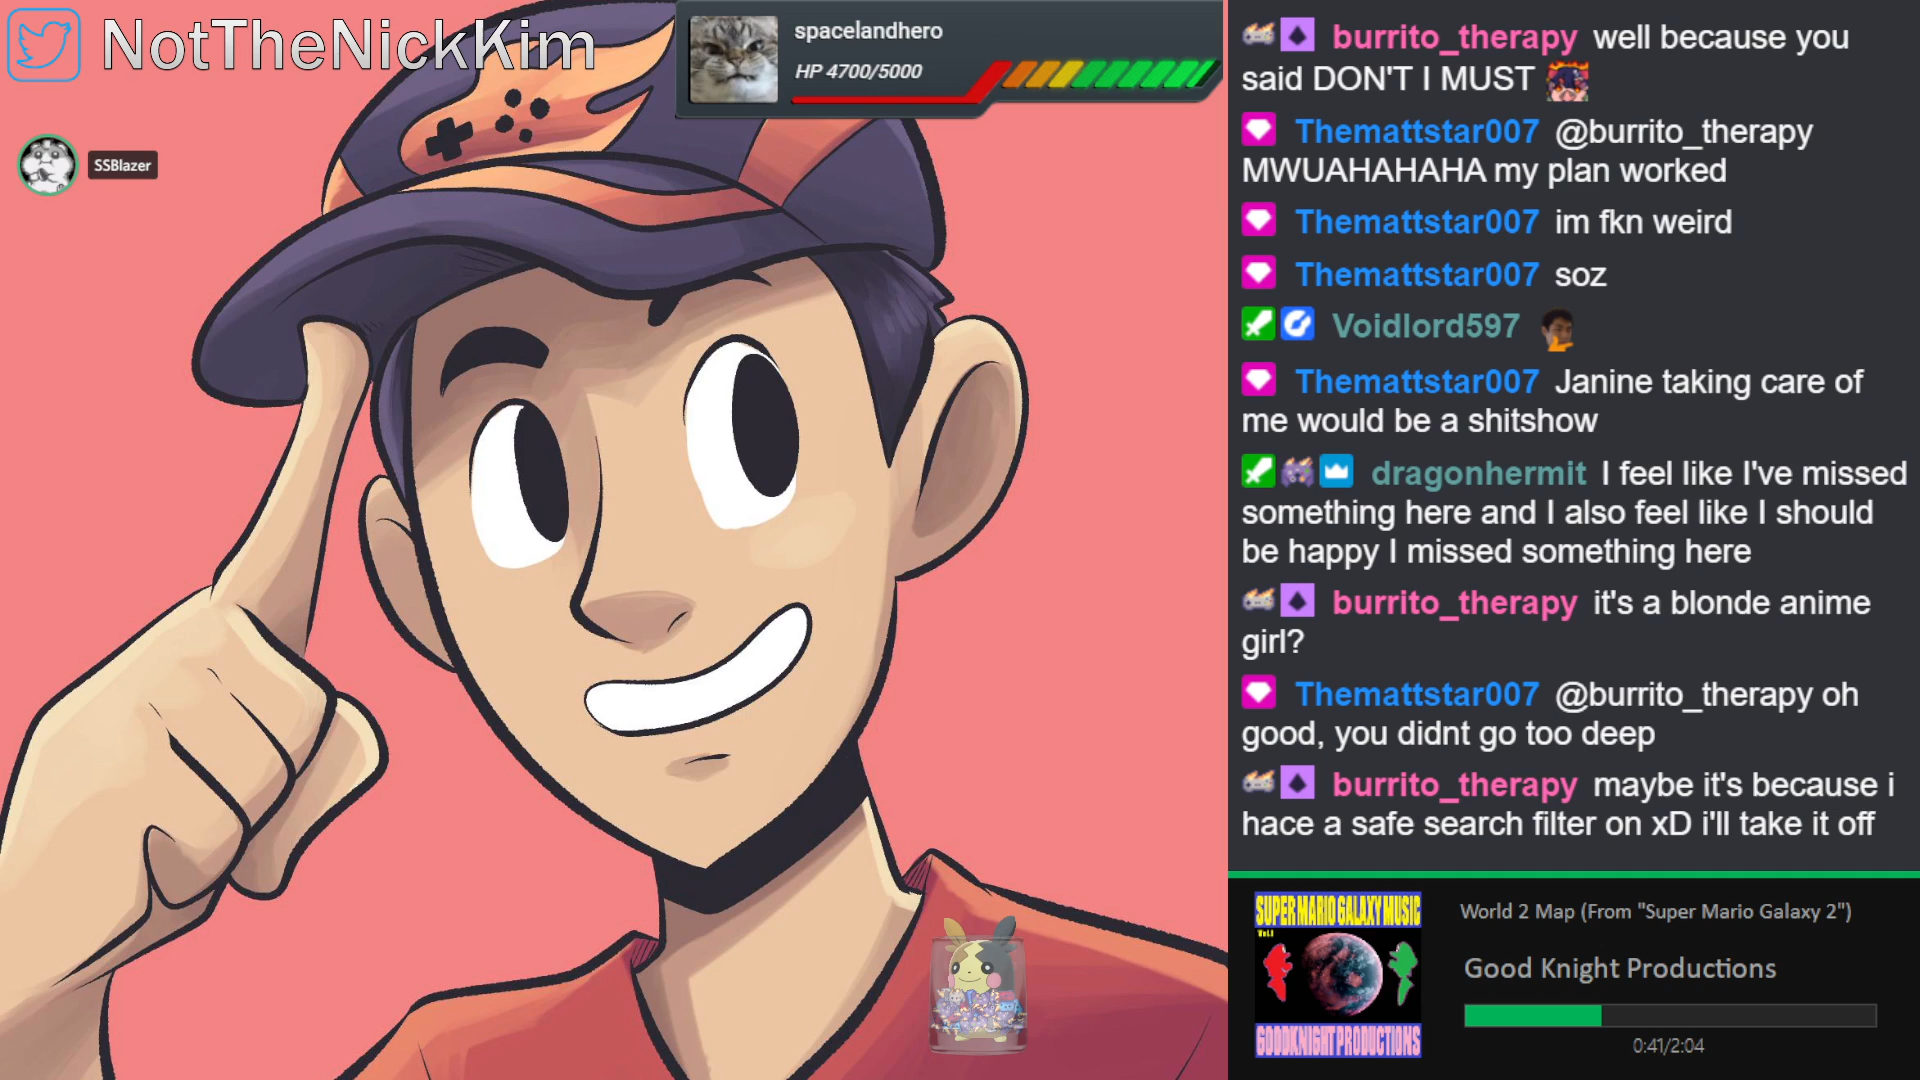 NotTheNickKim
spacelandhero
HP 4700/5000
SSBlazer
burrito_therapy well because you
said DON'T I MUST
Themattstar007 @burrito_therapy
MWUAHAHAHA my plan worked
Themattstar007 im fkn weird
Themattstar007 soz
Voidlord597
Themattstar007 Janine taking care of
me would be a shitshow
dragonhermit I feel like I've missed
something here and I also feel like I should
be happy I missed something here
burrito_therapy it's a blonde anime
girl?
Themattstar007 @burrito_therapy oh
good, you didnt go too deep
burrito_therapy maybe it's because i
hace a safe search filter on xD i'll take it off
SUPER MARIO GALAXY MUSIC
GOODKNIGHT PRODUCTIONS
World 2 Map (From "Super Mario Galaxy 2")
Good Knight Productions
0:41/2:04